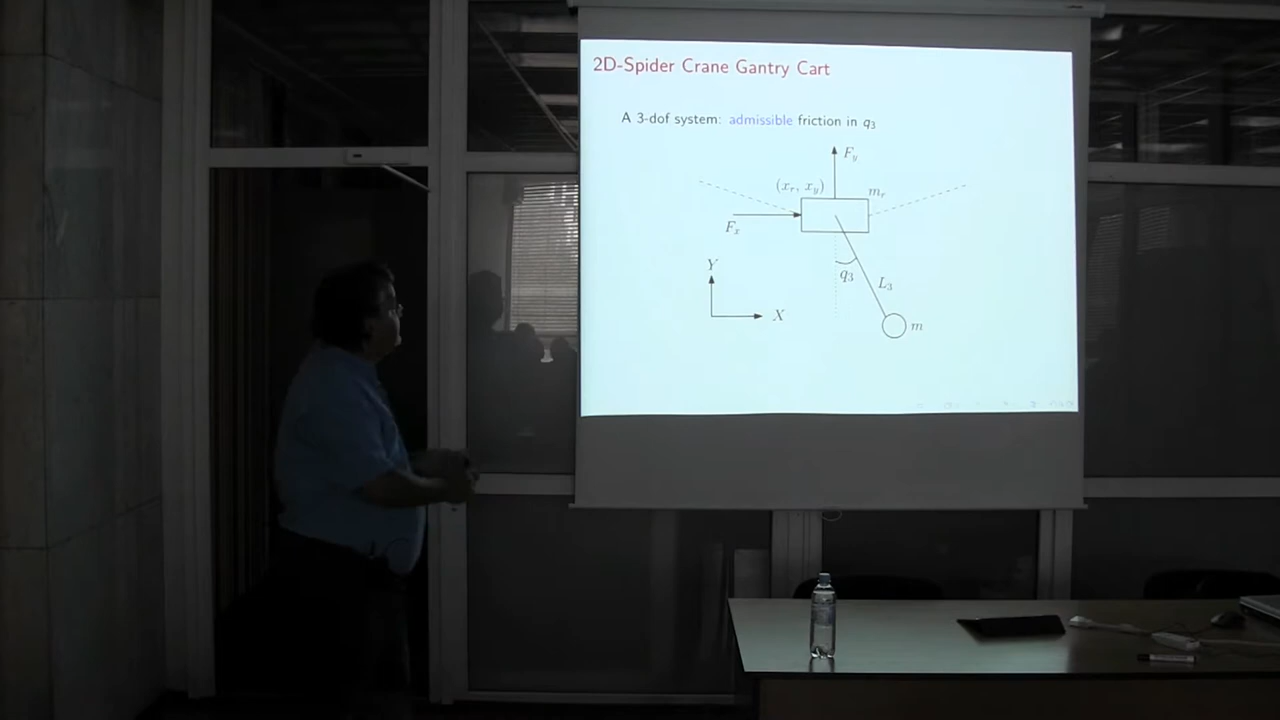 2D-Spider Crane Gantry Cart
A 3-dof system: admissible friction in q₃
F_y
(x_r, x_y)
m_r
F_x
q₃
L₃
Y
X
m